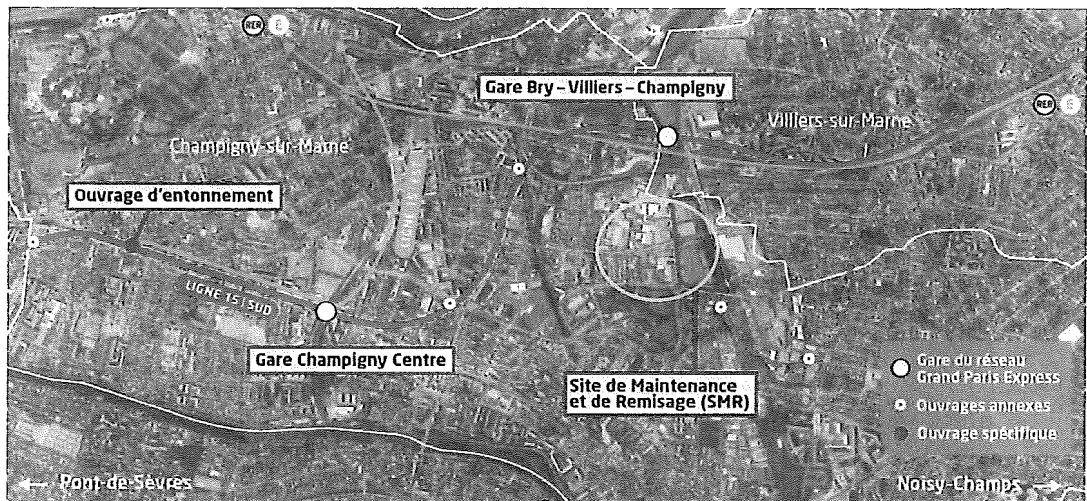 RER E
Gare Bry – Villiers – Champigny
RER E
Champigny-sur-Marne
Villiers-sur-Marne
Ouvrage d'entonnement
LIGNE 15 |
LIGNE 15 | SUD
Gare Champigny Centre
Site de Maintenance
et de Remisage (SMR)
Gare du réseau
Grand Paris Express
Ouvrages annexes
Ouvrage spécifique
← Pont-de-Sèvres
Noisy-Champs →